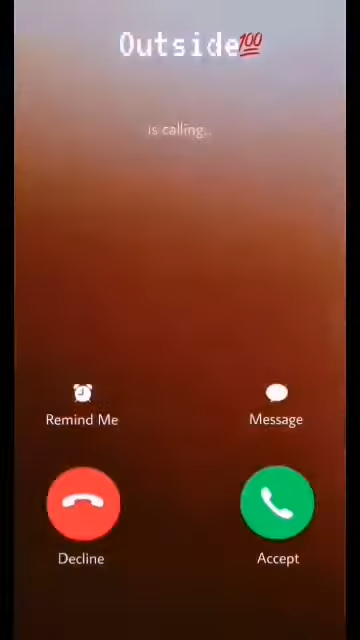 Outside💯
is calling..
Remind Me
Message
Decline
Accept